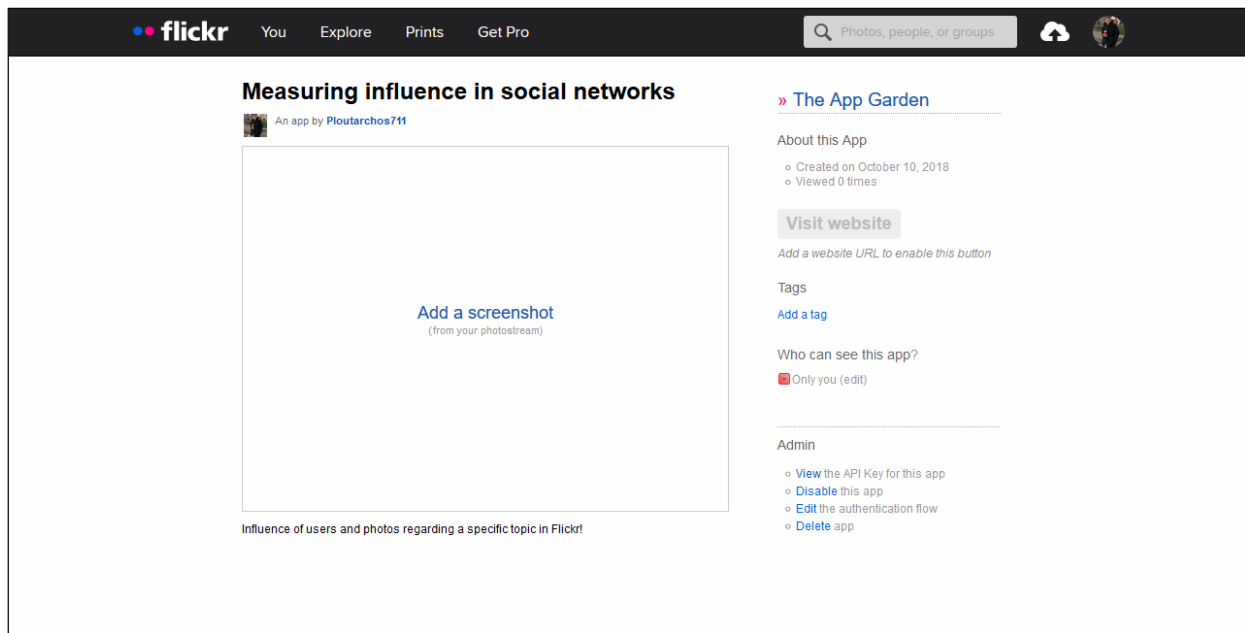 flickr You Explore Prints Get Pro Photos, people, or groups
Measuring influence in social networks
An app by Ploutarchos711
Add a screenshot
(from your photostream)
Influence of users and photos regarding a specific topic in Flickr!
» The App Garden
About this App
Created on October 10, 2018
Viewed 0 times
Visit website
Add a website URL to enable this button
Tags
Add a tag
Who can see this app?
Only you (edit)
Admin
View the API Key for this app
Disable this app
Edit the authentication flow
Delete app